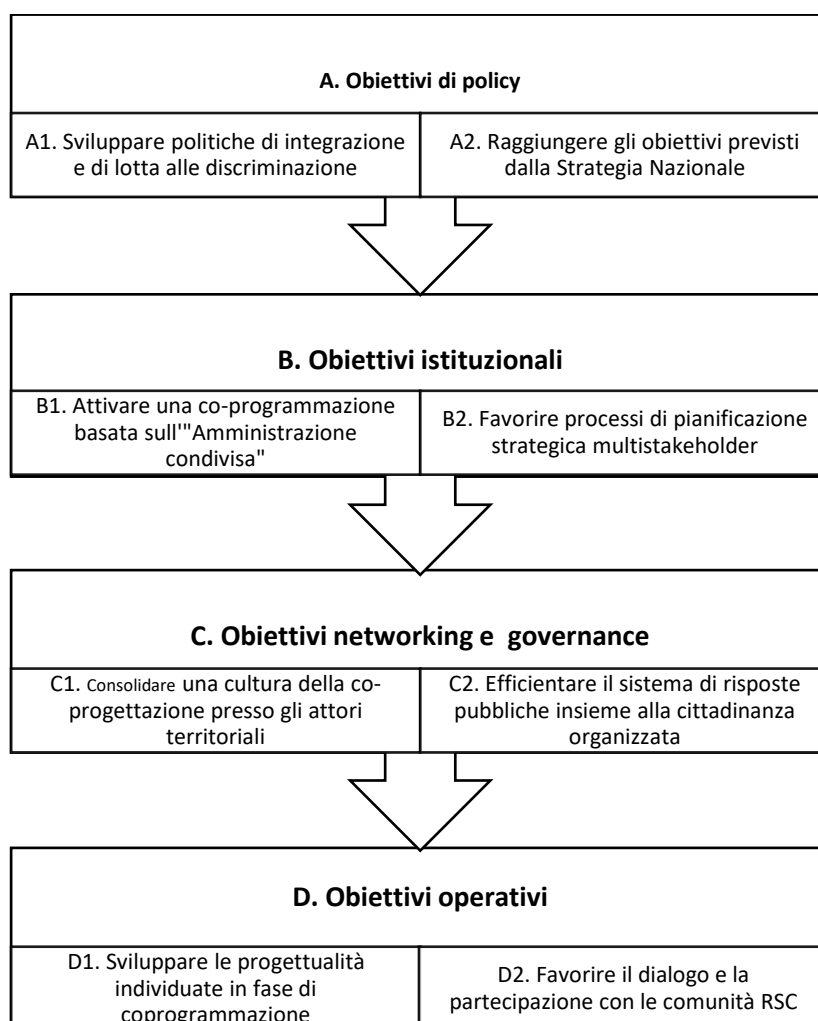 A. Obiettivi di policy
A1. Sviluppare politiche di integrazione
e di lotta alle discriminazione
A2. Raggiungere gli obiettivi previsti
dalla Strategia Nazionale
B. Obiettivi istituzionali
B1. Attivare una co-programmazione
basata sull'"Amministrazione
condivisa"
B2. Favorire processi di pianificazione
strategica multistakeholder
C. Obiettivi networking e governance
C1. Consolidare una cultura della co-
progettazione presso gli attori
territoriali
C2. Efficientare il sistema di risposte
pubbliche insieme alla cittadinanza
organizzata
D. Obiettivi operativi
D1. Sviluppare le progettualità
individuate in fase di
coprogrammazione
D2. Favorire il dialogo e la
partecipazione con le comunità RSC